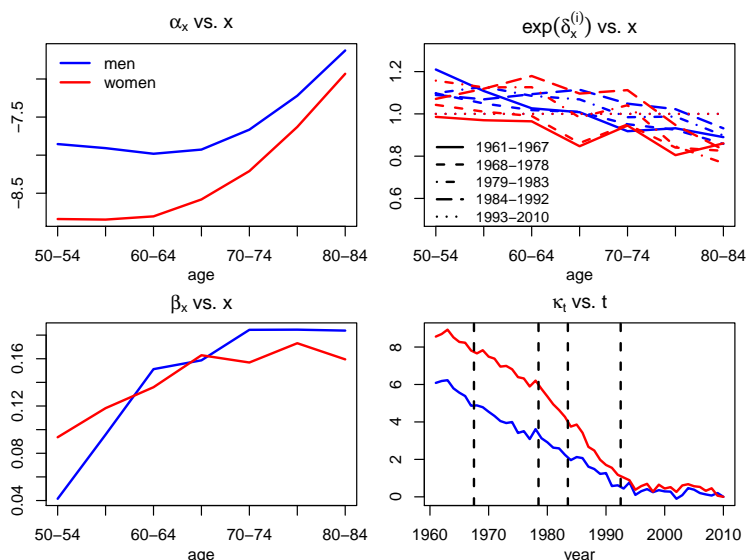 αₓ vs. x
men
women
−7.5
−8.5
50−54 60−64 70−74 80−84
age
exp(δₓ⁽ⁱ⁾) vs. x
1.2
1.0
0.8
0.6
1961−1967
1968−1978
1979−1983
1984−1992
1993−2010
50−54 60−64 70−74 80−84
age
βₓ vs. x
0.16
0.12
0.08
0.04
50−54 60−64 70−74 80−84
age
κₜ vs. t
8
6
4
2
0
1960 1970 1980 1990 2000 2010
year